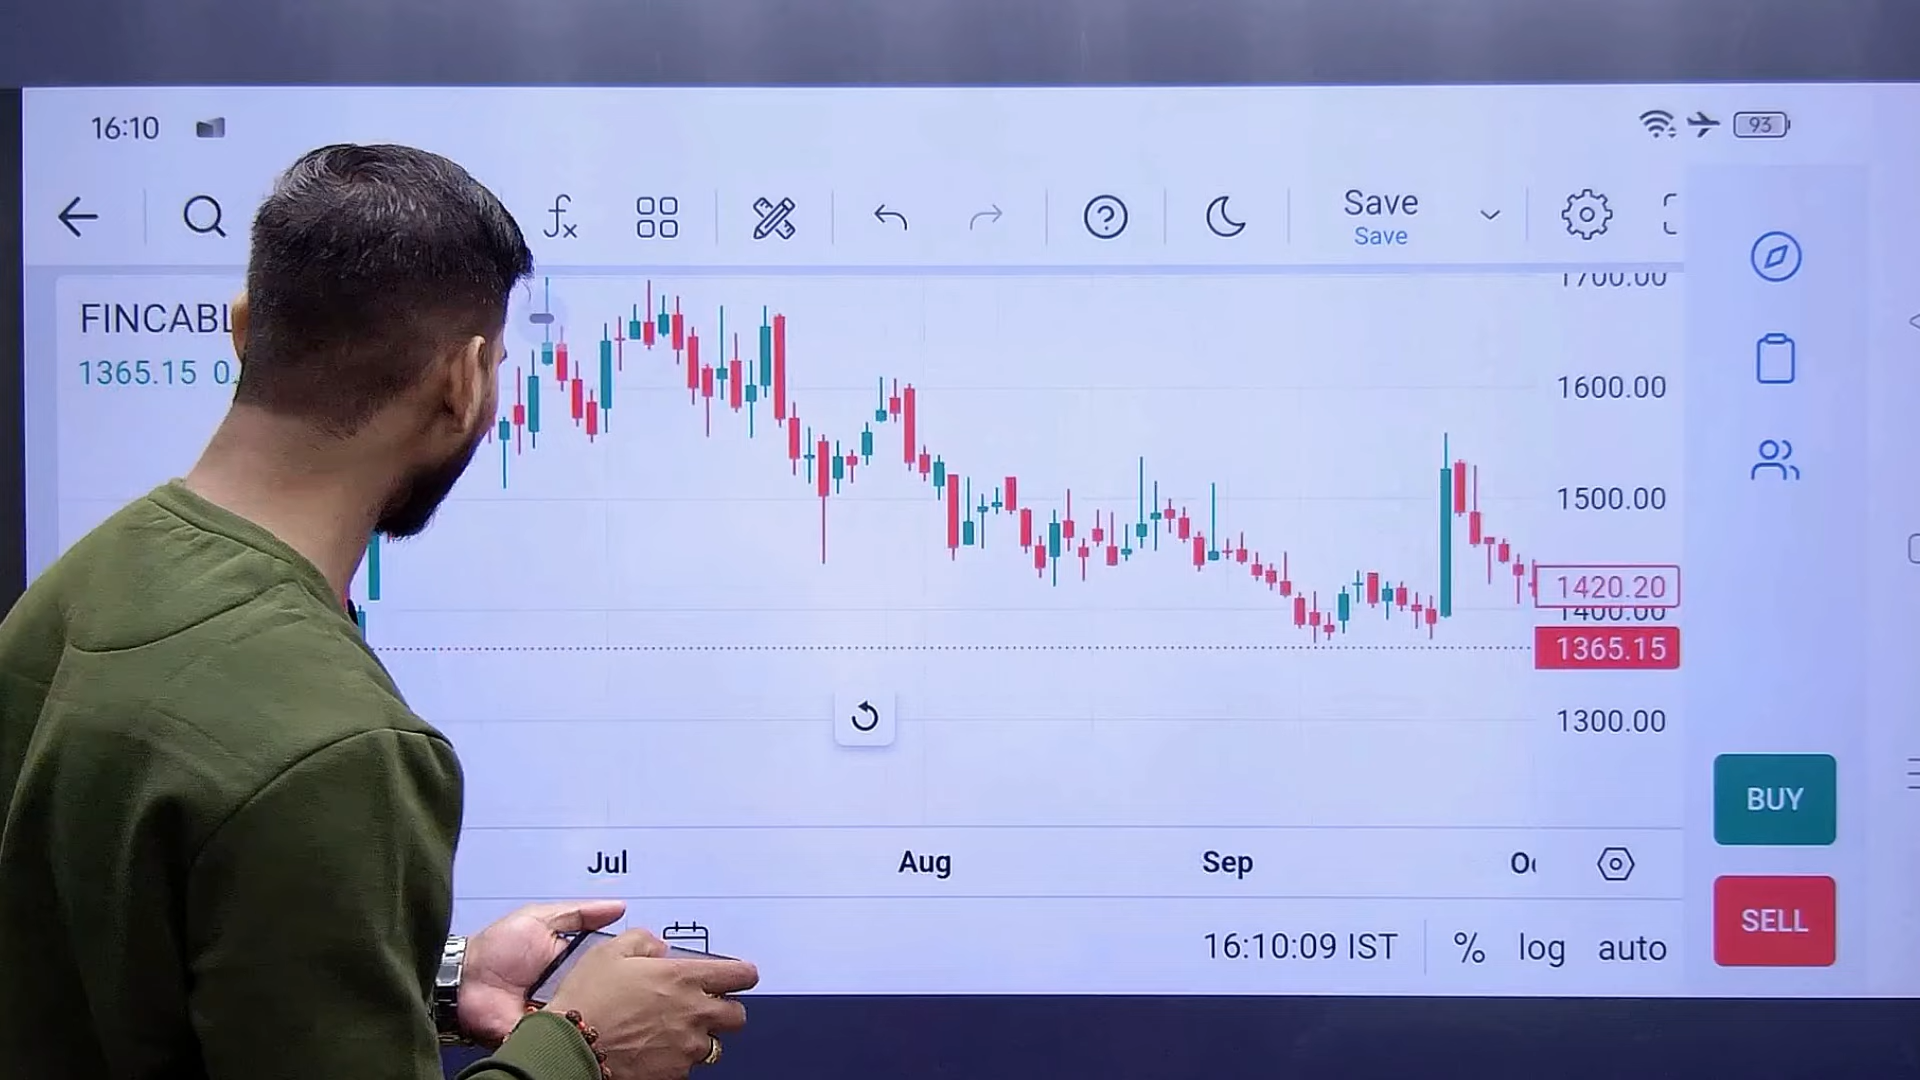 16:10
93
Save
Save
FINCABL
1365.15 0.
1700.00
1600.00
1500.00
1420.20
1400.00
1365.15
1300.00
BUY
SELL
Jul Aug Sep
16:10:09 IST % log auto